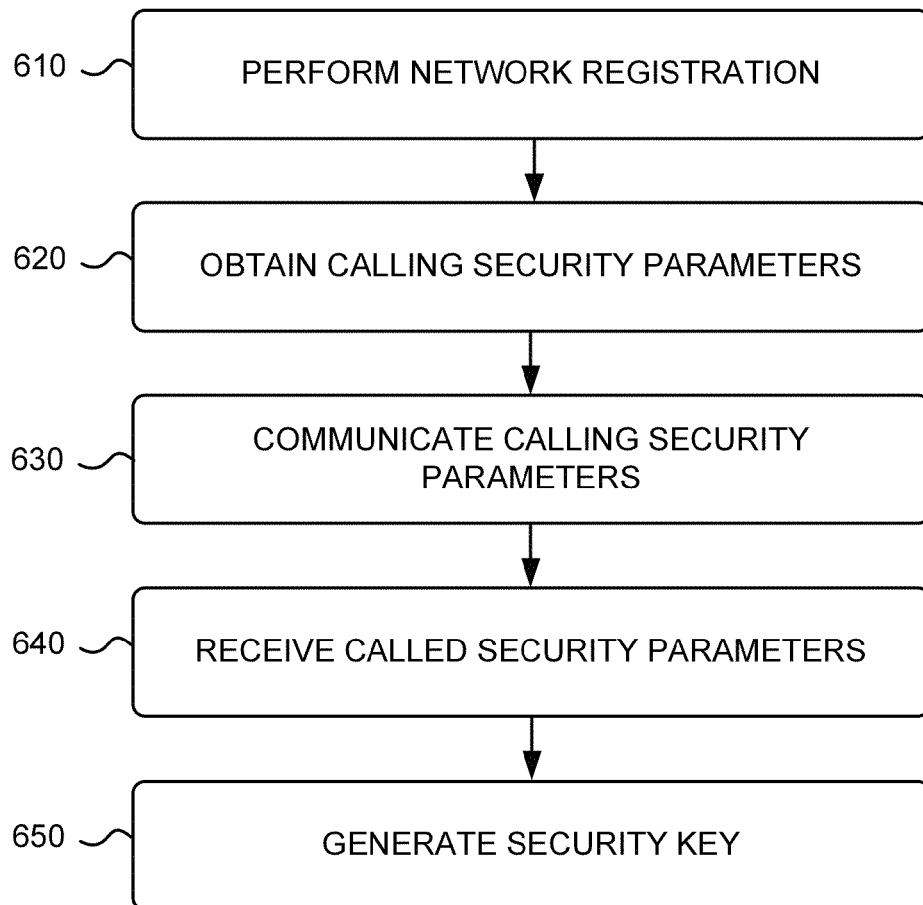 610 PERFORM NETWORK REGISTRATION
620 OBTAIN CALLING SECURITY PARAMETERS
630 COMMUNICATE CALLING SECURITY
PARAMETERS
640 RECEIVE CALLED SECURITY PARAMETERS
650 GENERATE SECURITY KEY